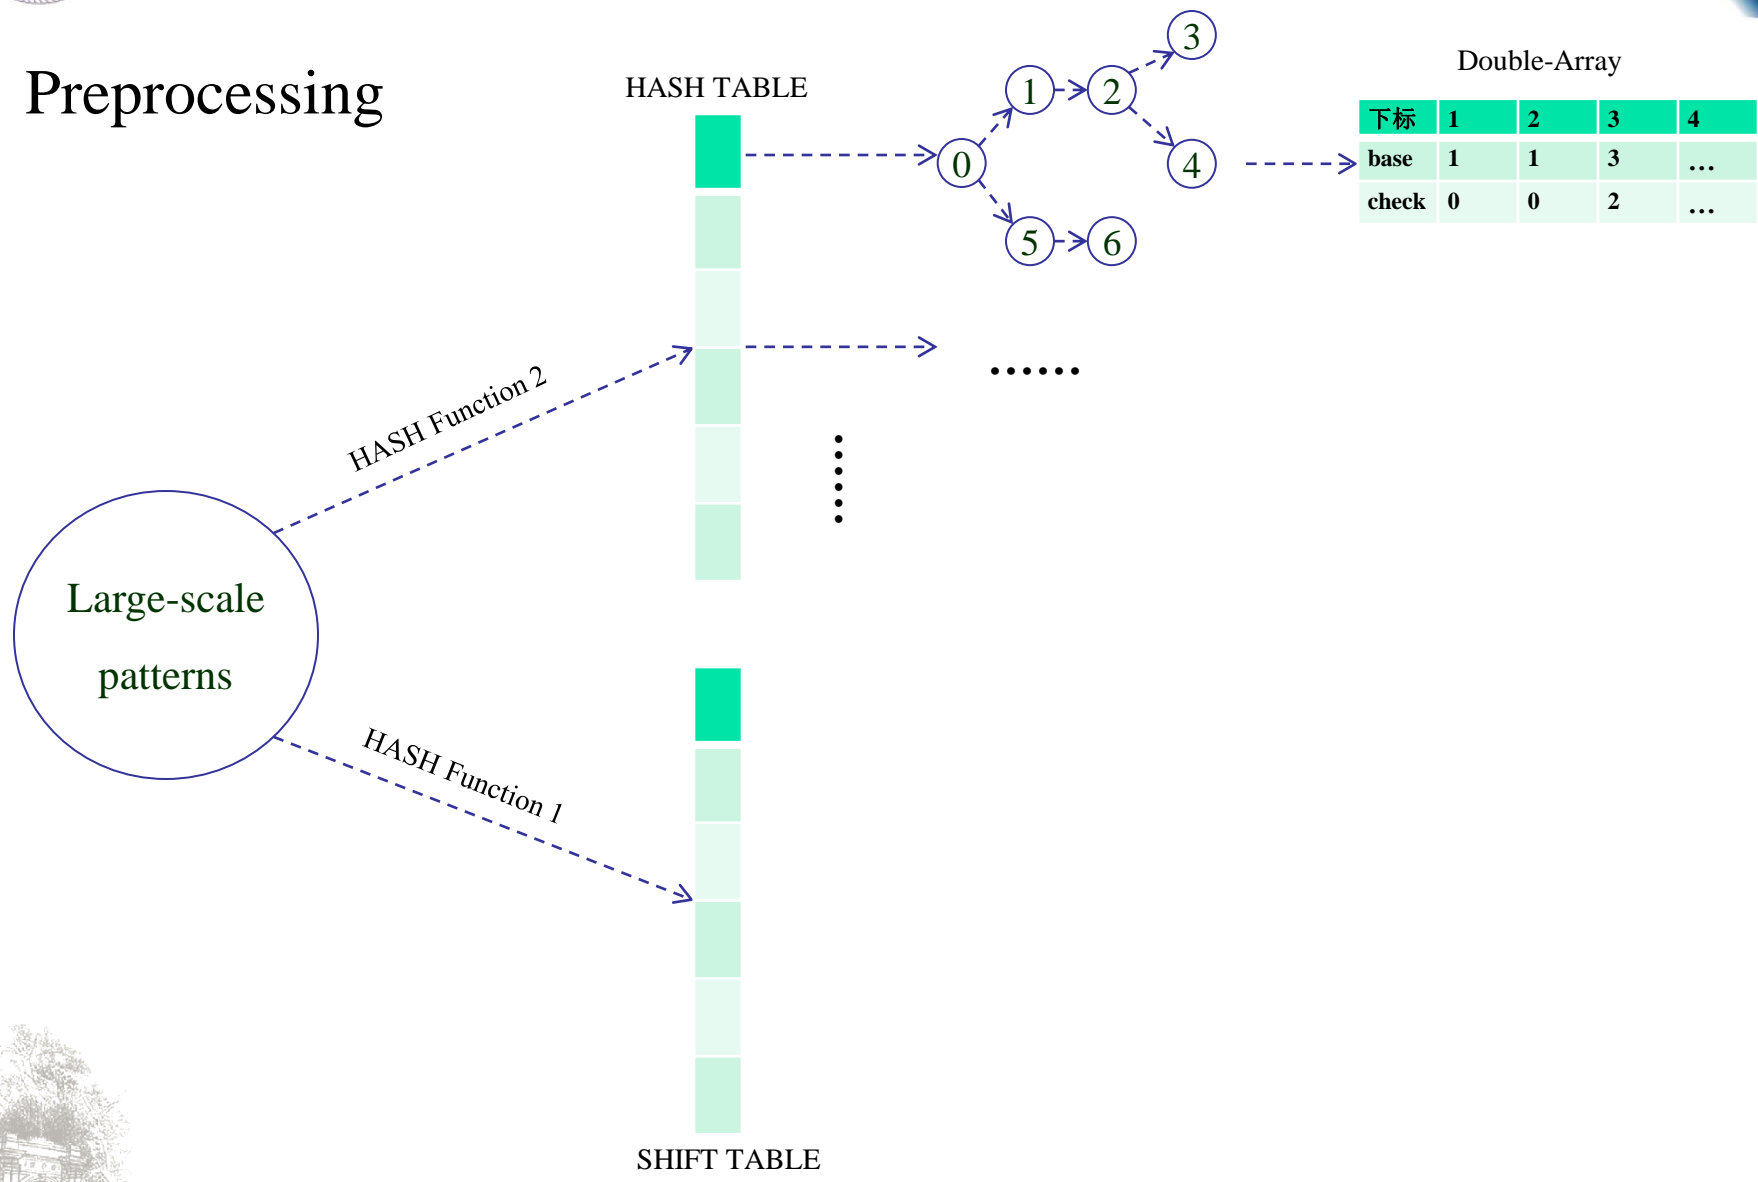 Preprocessing
HASH TABLE
0
1
2
3
4
5
6
Double-Array
下标 1 2 3 4
base 1 1 3 ...
check 0 0 2 ...
......
......
HASH Function 2
Large-scale
patterns
HASH Function 1
SHIFT TABLE